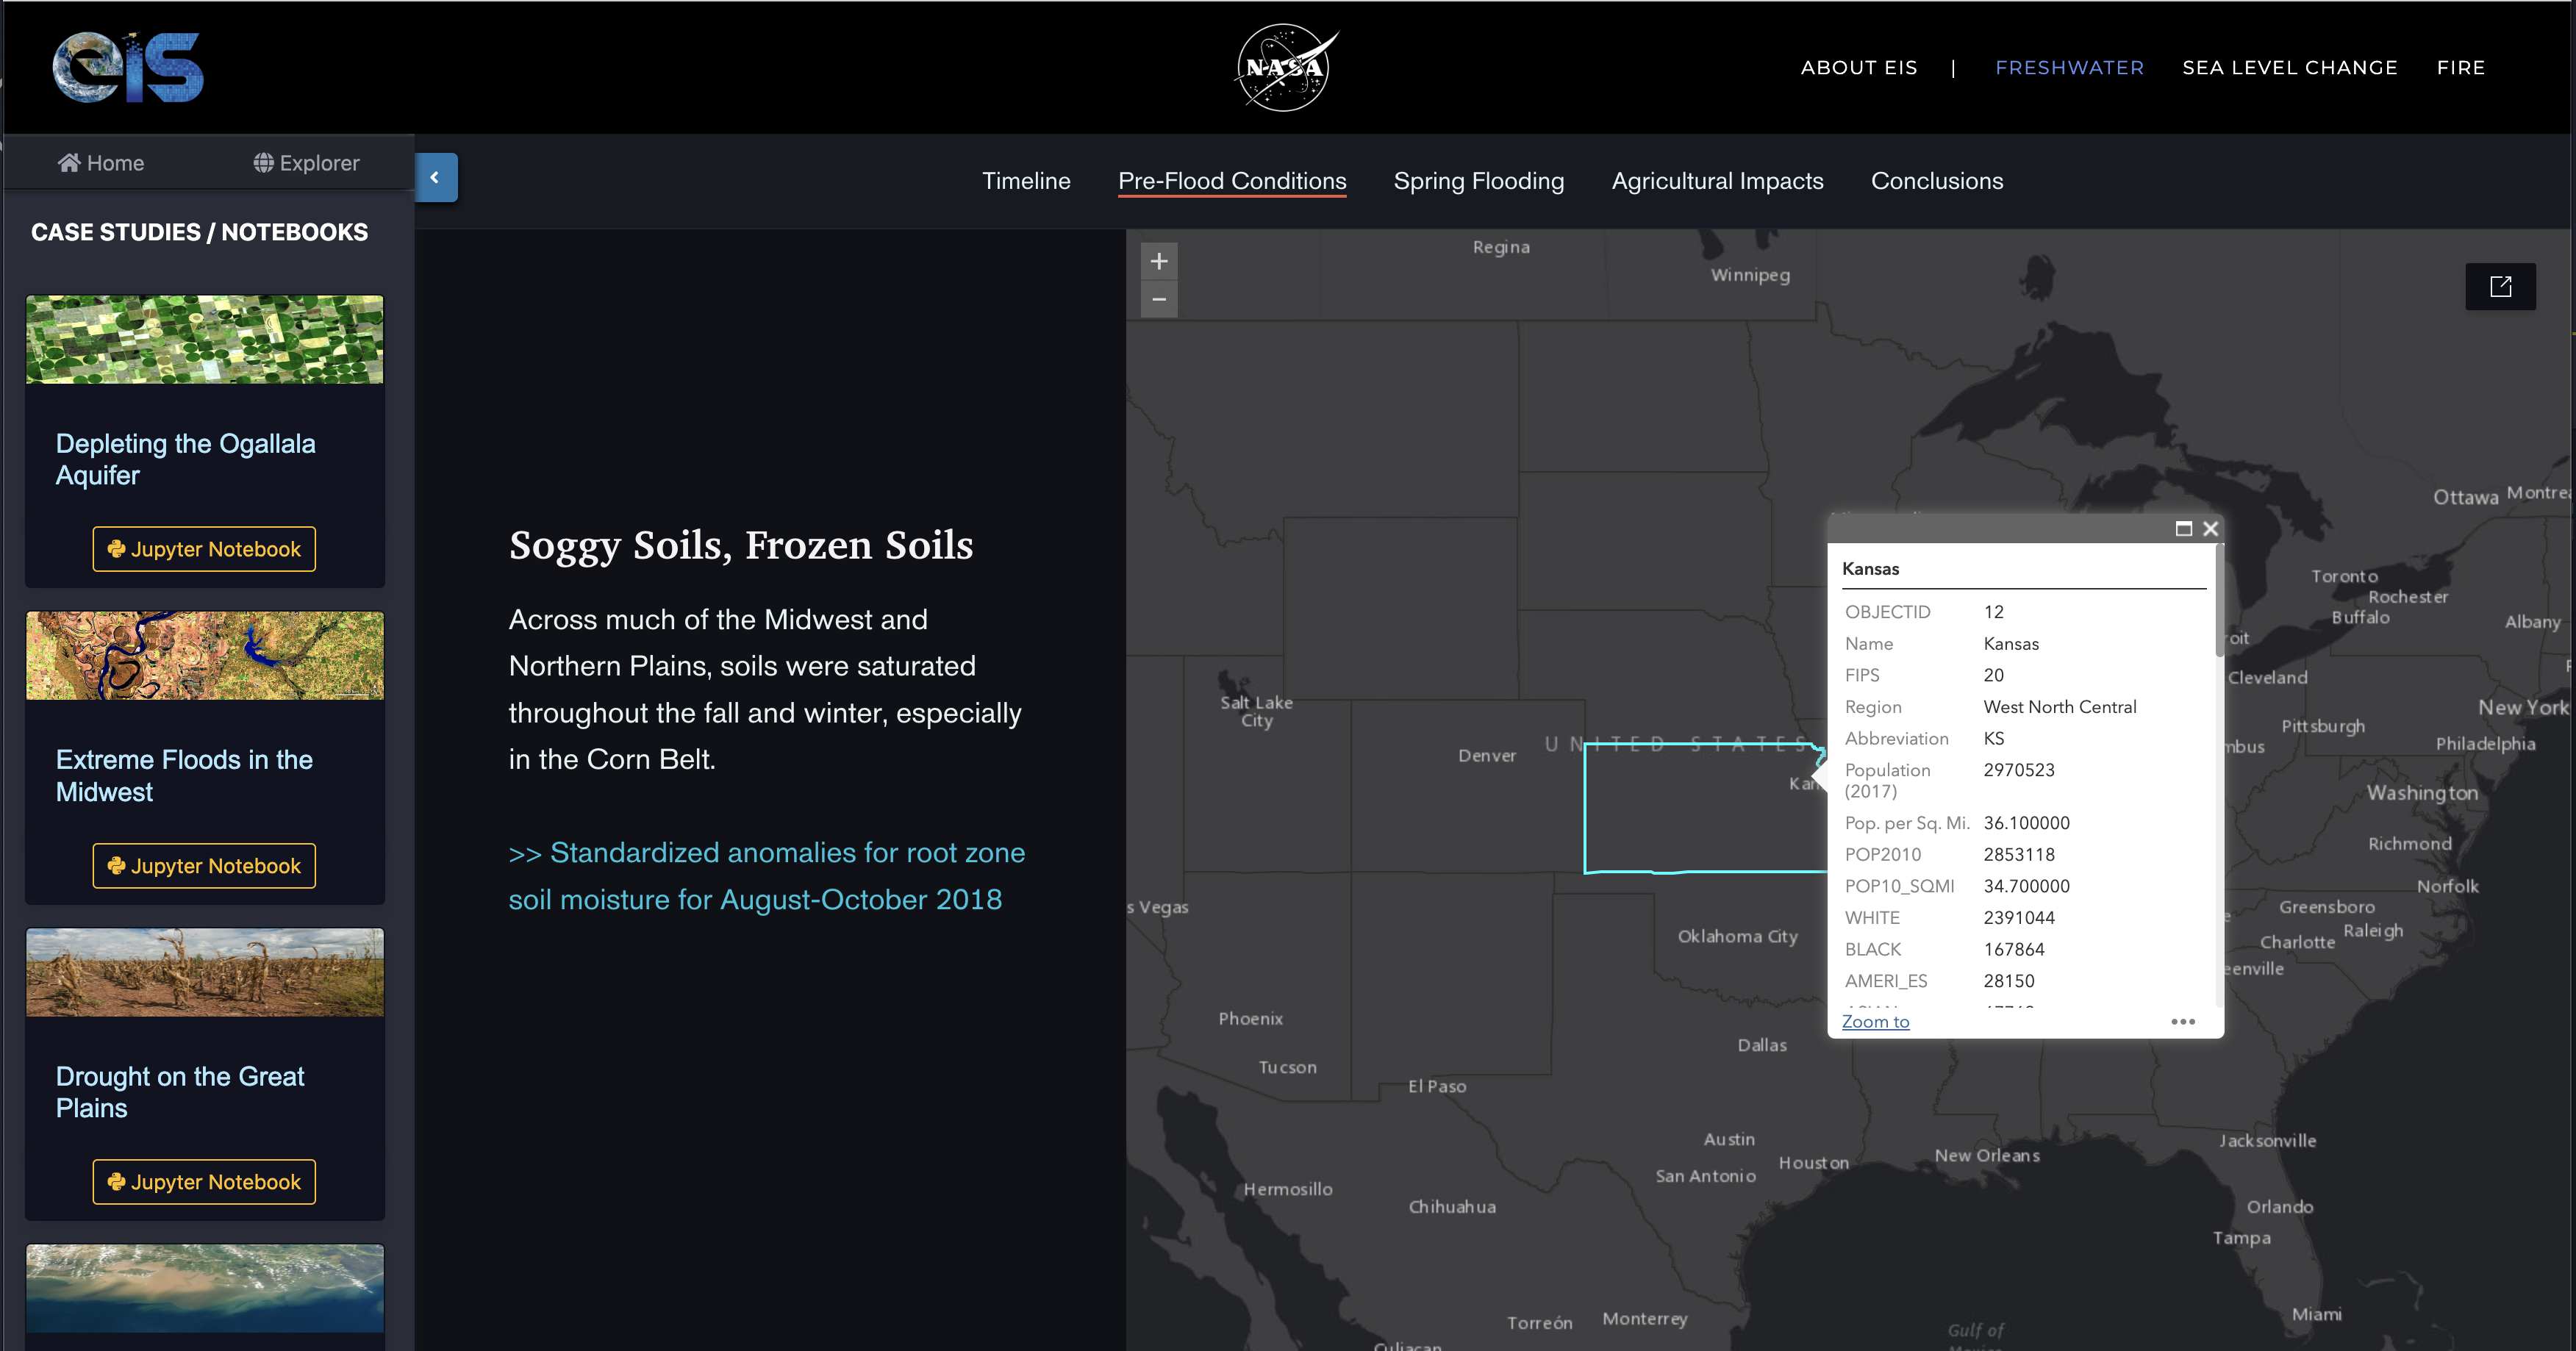 eis
NASA
ABOUT EIS | FRESHWATER SEA LEVEL CHANGE FIRE
Home Explorer
Timeline Pre-Flood Conditions Spring Flooding Agricultural Impacts Conclusions
CASE STUDIES / NOTEBOOKS
Depleting the Ogallala
Aquifer
Jupyter Notebook
Extreme Floods in the
Midwest
Jupyter Notebook
Drought on the Great
Plains
Jupyter Notebook
Soggy Soils, Frozen Soils
Across much of the Midwest and
Northern Plains, soils were saturated
throughout the fall and winter, especially
in the Corn Belt.
>> Standardized anomalies for root zone
soil moisture for August-October 2018
+
−
Regina
Winnipeg
Ottawa
Montrea
Toronto
Rochester
Buffalo
Albany
roit
Cleveland
Salt Lake
City
New York
Pittsburgh
Philadelphia
mbus
UNITED STATES
Denver
Kan
Washington
Richmond
Norfolk
s Vegas
Greensboro
Raleigh
Charlotte
eenville
Oklahoma City
Phoenix
Tucson
Dallas
El Paso
Austin
Houston
San Antonio
New Orleans
Jacksonville
Hermosillo
Chihuahua
Orlando
Tampa
Torreón
Monterrey
Miami
Gulf of
Kansas
OBJECTID 12
Name Kansas
FIPS 20
Region West North Central
Abbreviation KS
Population 2970523
(2017)
Pop. per Sq. Mi. 36.100000
POP2010 2853118
POP10_SQMI 34.700000
WHITE 2391044
BLACK 167864
AMERI_ES 28150
Zoom to